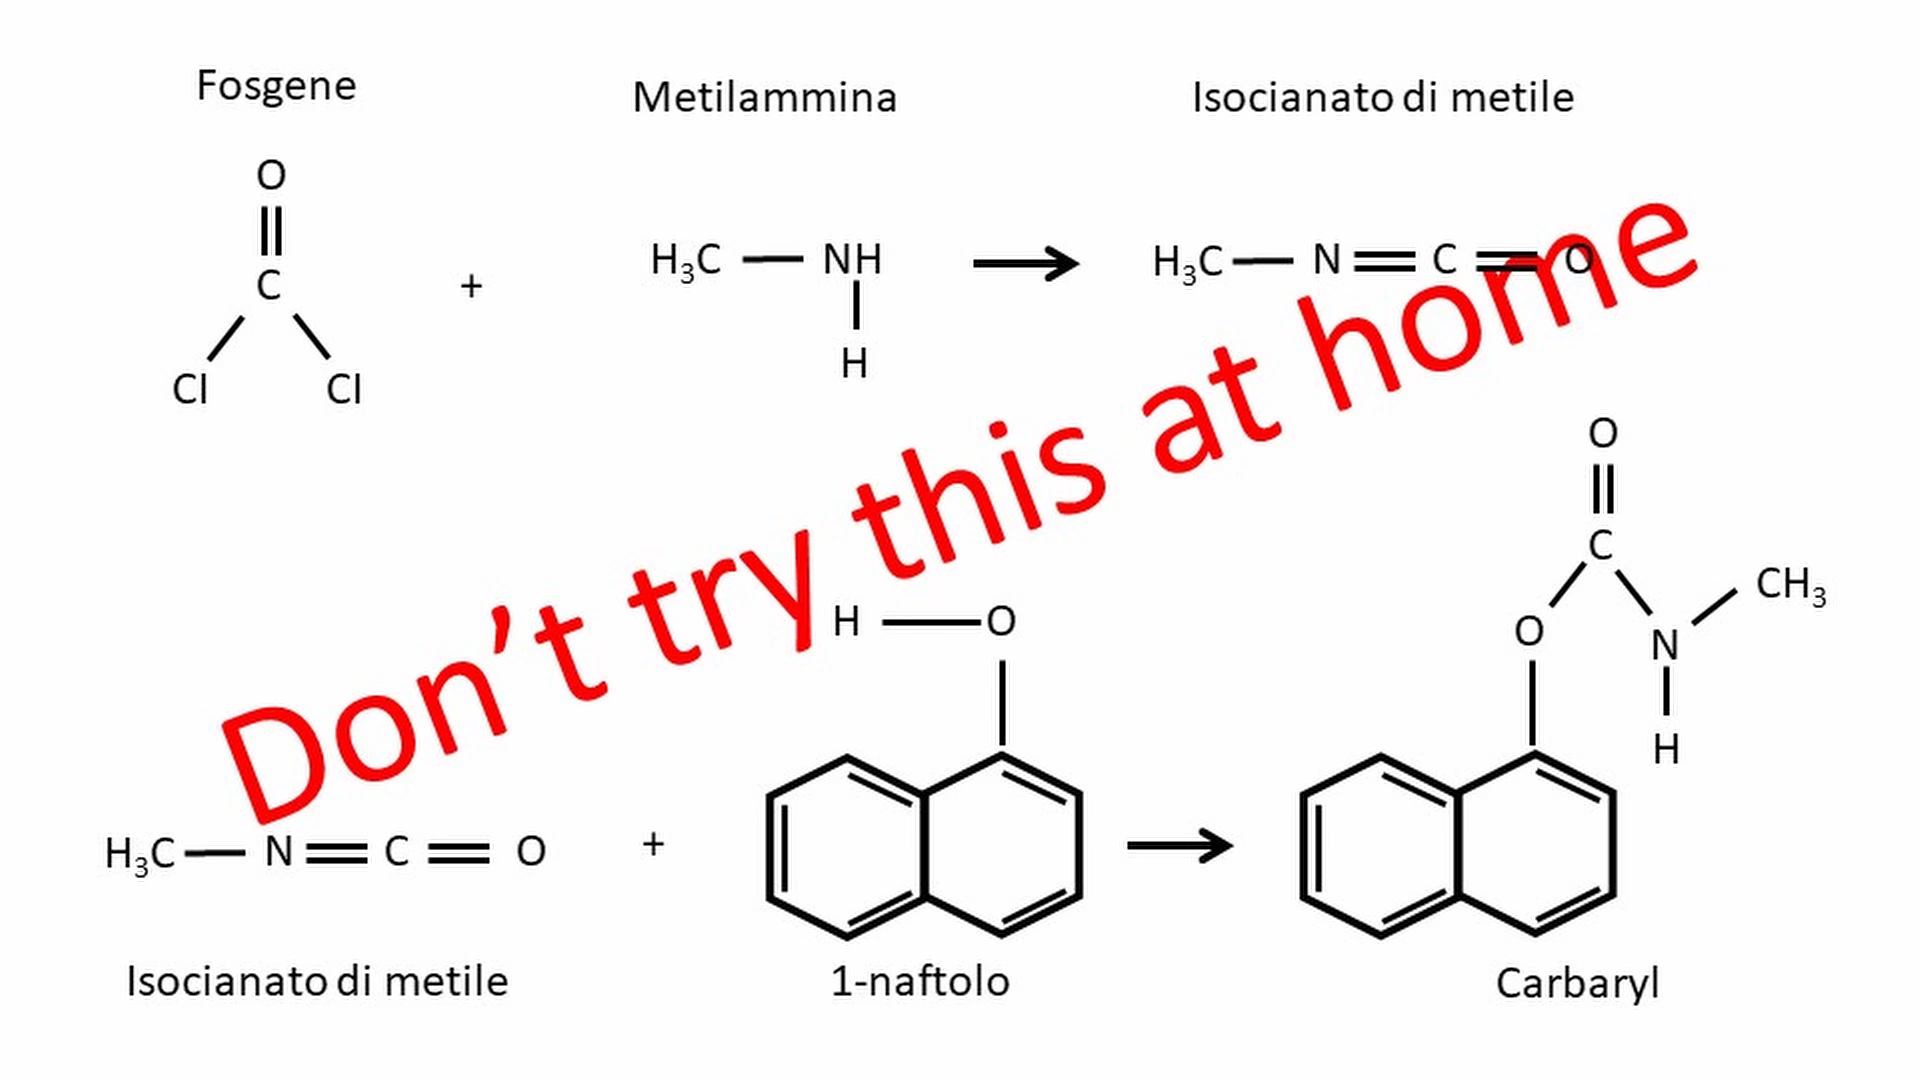 Fosgene
Metilammina
Isocianato di metile
O
C
Cl
Cl
+
H₃C
NH
H
H₃C
N
C
O
Don't try this at home
H₃C
N
C
O
+
H
O
O
C
O
N
CH₃
H
Isocianato di metile
1-naftolo
Carbaryl